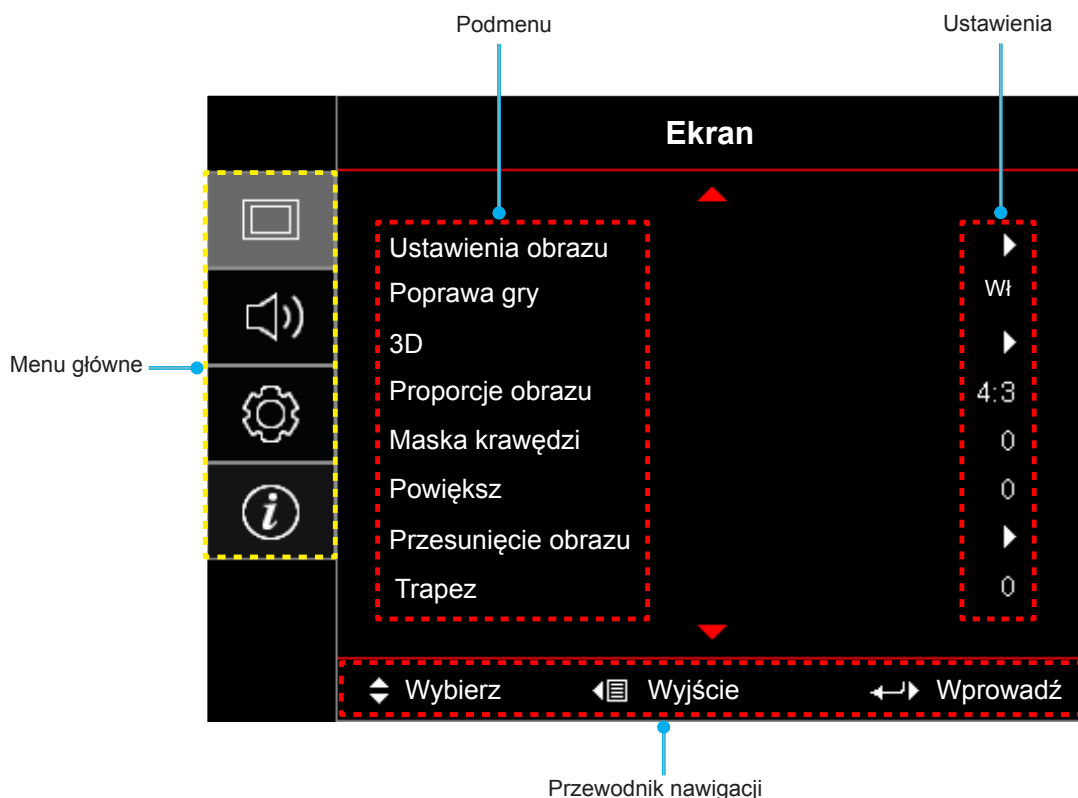 Podmenu Ustawienia
Ekran
Ustawienia obrazu
Poprawa gry Wł
3D
Proporcje obrazu 4:3
Maska krawędzi 0
Menu główne
Powiększ 0
Przesunięcie obrazu
Trapez 0
Wybierz Wyjście Wprowadź
Przewodnik nawigacji